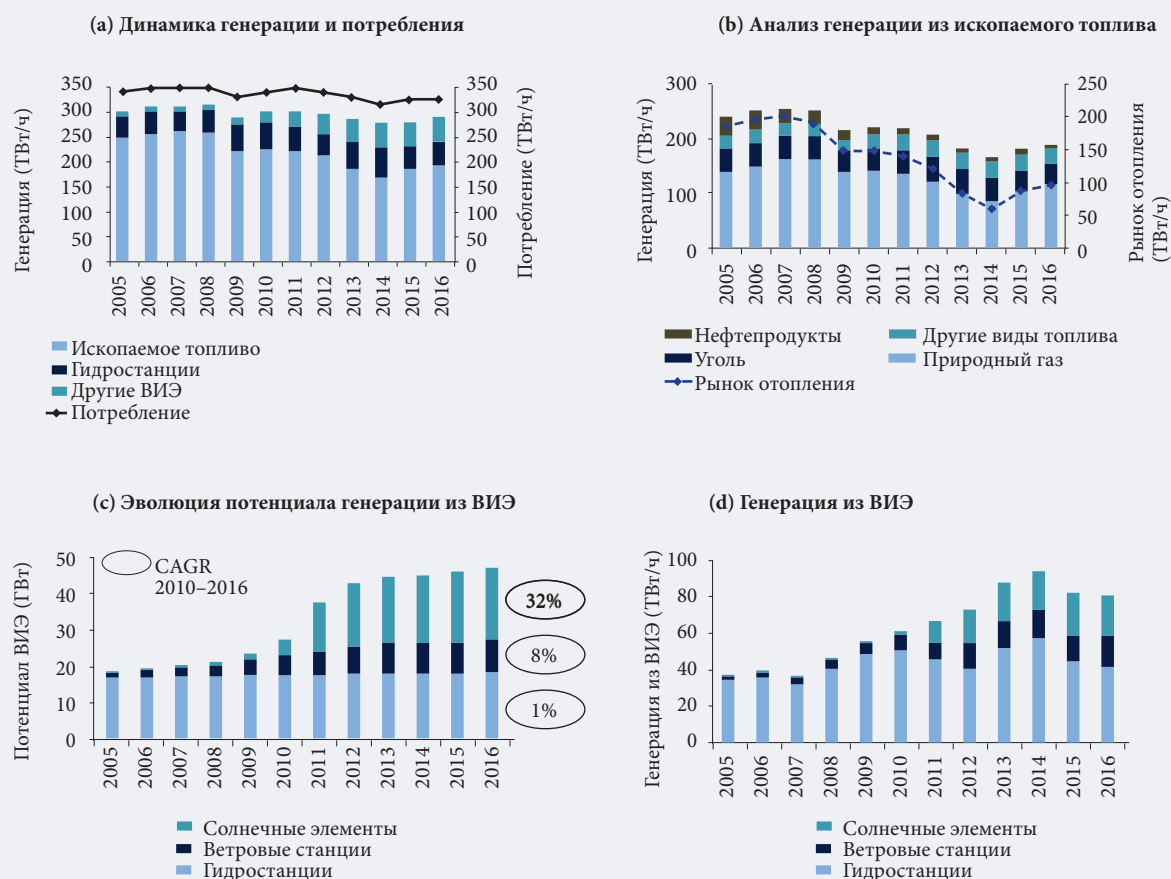 (a) Динамика генерации и потребления
Генерация (ТВт/ч)
350
300
250
200
150
100
50
0
350
300
250
200
150
100
50
0
Потребление (ТВт/ч)
2005 2006 2007 2008 2009 2010 2011 2012 2013 2014 2015 2016
Ископаемое топливо
Гидростанции
Другие ВИЭ
Потребление
(b) Анализ генерации из ископаемого топлива
Генерация (ТВт/ч)
300
200
100
0
250
200
150
100
50
0
Рынок отопления
(ТВт/ч)
2005 2006 2007 2008 2009 2010 2011 2012 2013 2014 2015 2016
Нефтепродукты Другие виды топлива
Уголь Природный газ
Рынок отопления
(c) Эволюция потенциала генерации из ВИЭ
Потенциал ВИЭ (ГВт)
50
40
30
20
10
0
CAGR
2010–2016
32%
8%
1%
2005 2006 2007 2008 2009 2010 2011 2012 2013 2014 2015 2016
Солнечные элементы
Ветровые станции
Гидростанции
(d) Генерация из ВИЭ
Генерация из ВИЭ (ТВт/ч)
100
80
60
40
20
0
2005 2006 2007 2008 2009 2010 2011 2012 2013 2014 2015 2016
Солнечные элементы
Ветровые станции
Гидростанции